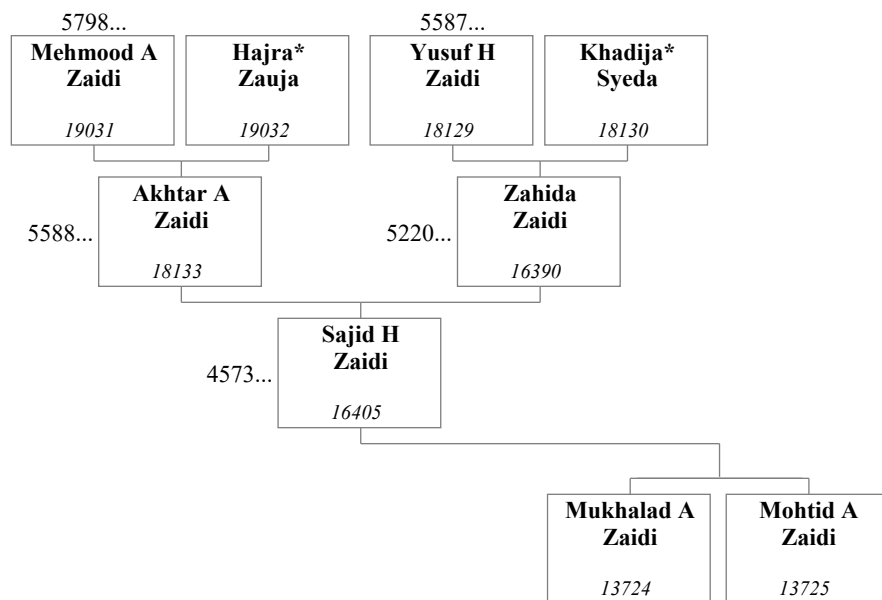 5798...
5587...
Mehmood A
Zaidi
19031
Hajra*
Zauja
19032
Yusuf H
Zaidi
18129
Khadija*
Syeda
18130
5588...
Akhtar A
Zaidi
18133
5220...
Zahida
Zaidi
16390
4573...
Sajid H
Zaidi
16405
Mukhalad A
Zaidi
13724
Mohtid A
Zaidi
13725